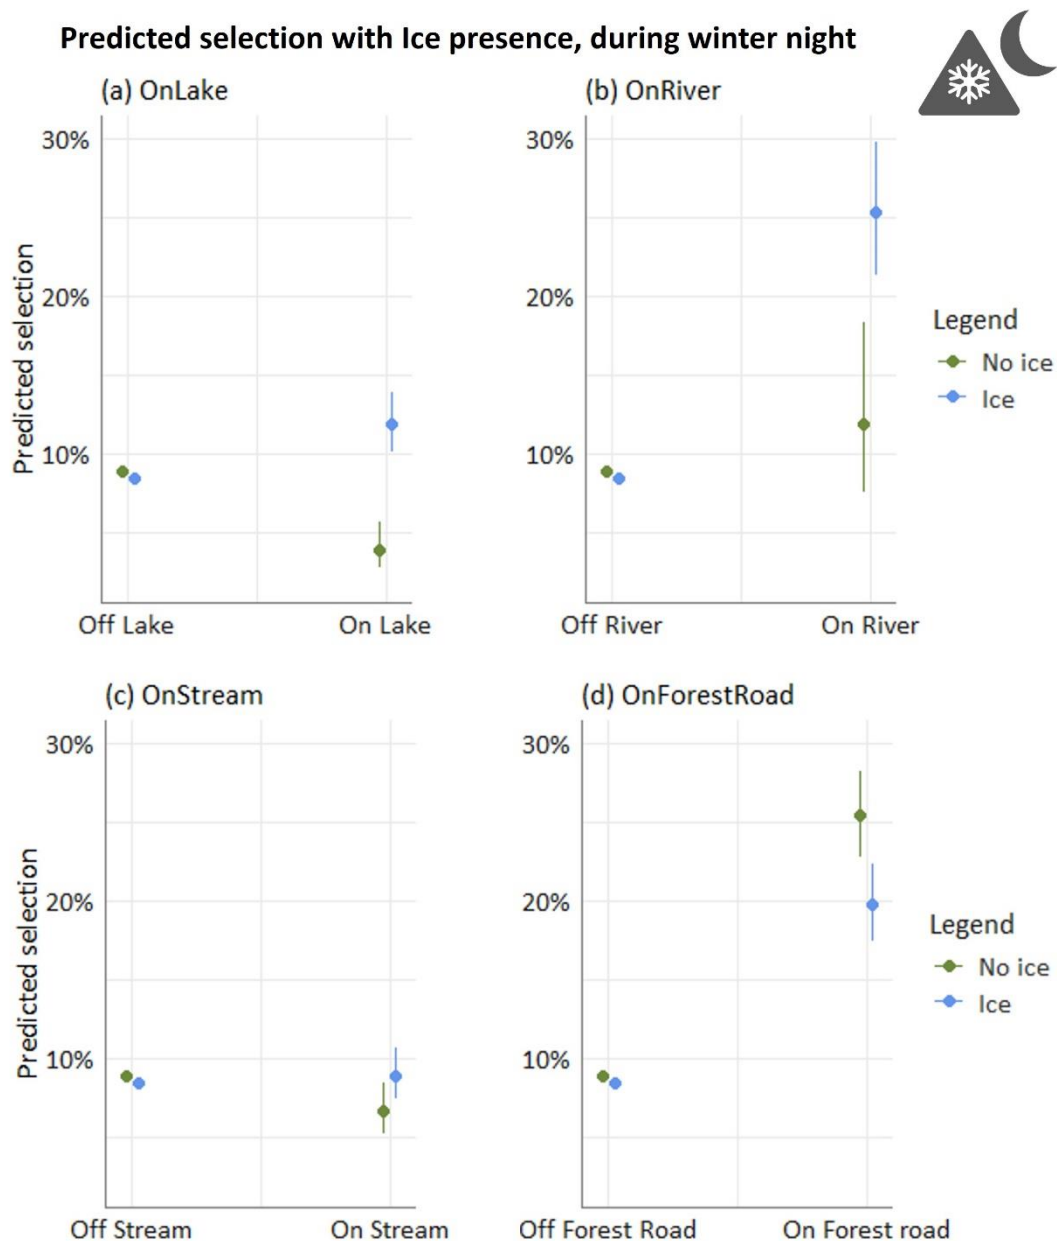 Predicted selection with Ice presence, during winter night
(a) OnLake
30%
20%
10%
Predicted selection
Off Lake
On Lake
(b) OnRiver
30%
20%
10%
Off River
On River
Legend
No ice
Ice
(c) OnStream
30%
20%
10%
Predicted selection
Off Stream
On Stream
(d) OnForestRoad
30%
20%
10%
Off Forest Road
On Forest road
Legend
No ice
Ice